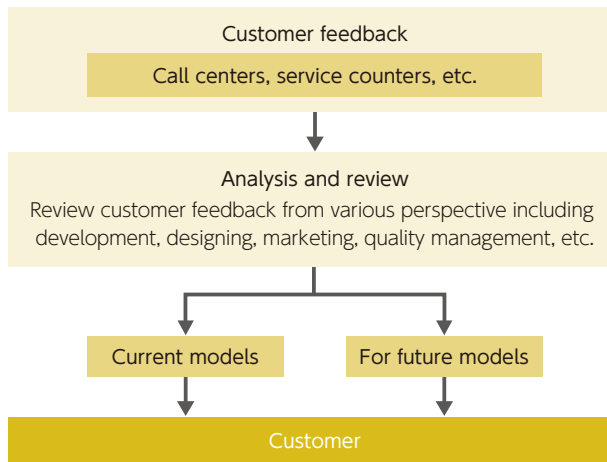 Customer feedback
Call centers, service counters, etc.
Analysis and review
Review customer feedback from various perspective including
development, designing, marketing, quality management, etc.
Current models
For future models
Customer